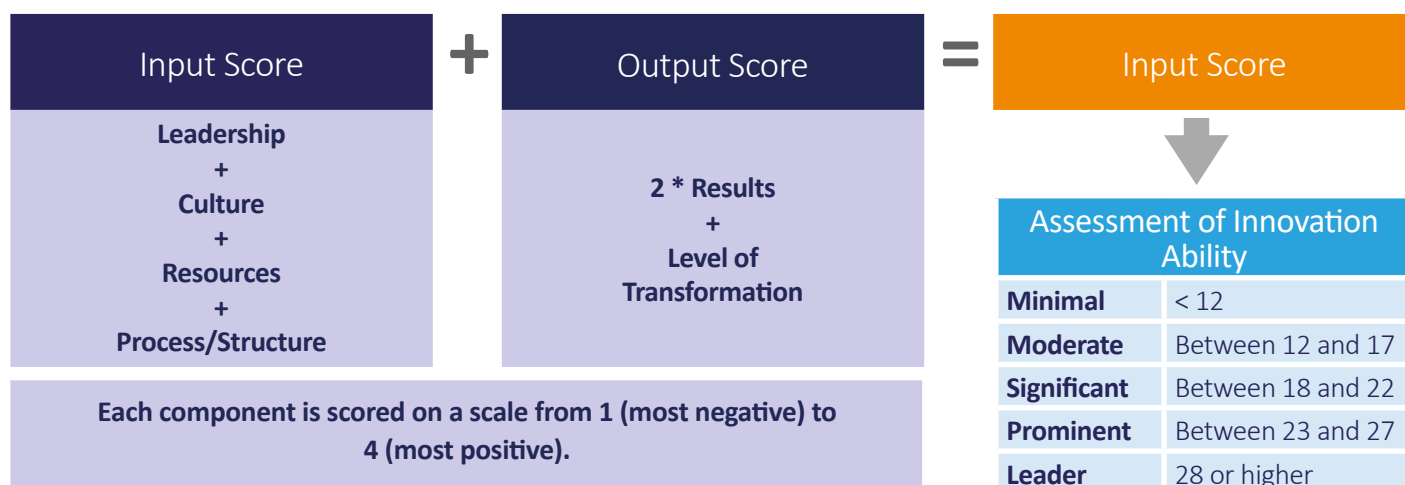 Input Score
+
Output Score
=
Input Score
Leadership
+
Culture
+
Resources
+
Process/Structure
2 * Results
+
Level of
Transformation
Each component is scored on a scale from 1 (most negative) to
4 (most positive).
Assessment of Innovation
Ability
Minimal < 12
Moderate Between 12 and 17
Significant Between 18 and 22
Prominent Between 23 and 27
Leader 28 or higher